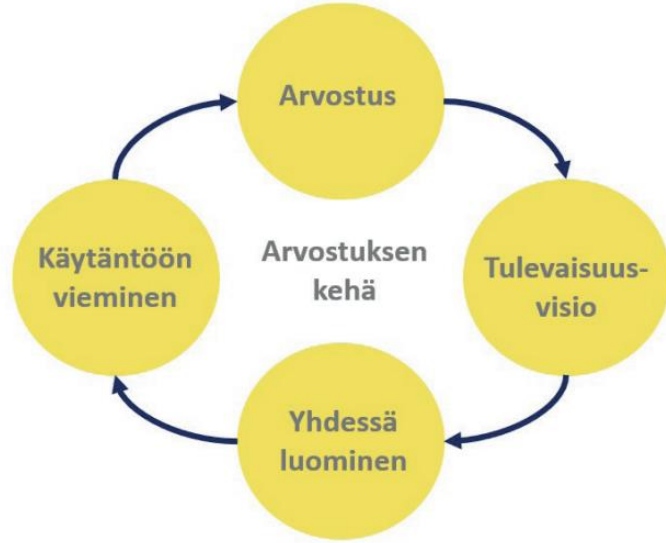 Arvostus
Tulevaisuus-
visio
Yhdessä
luominen
Käytäntöön
vieminen
Arvostuksen
kehä